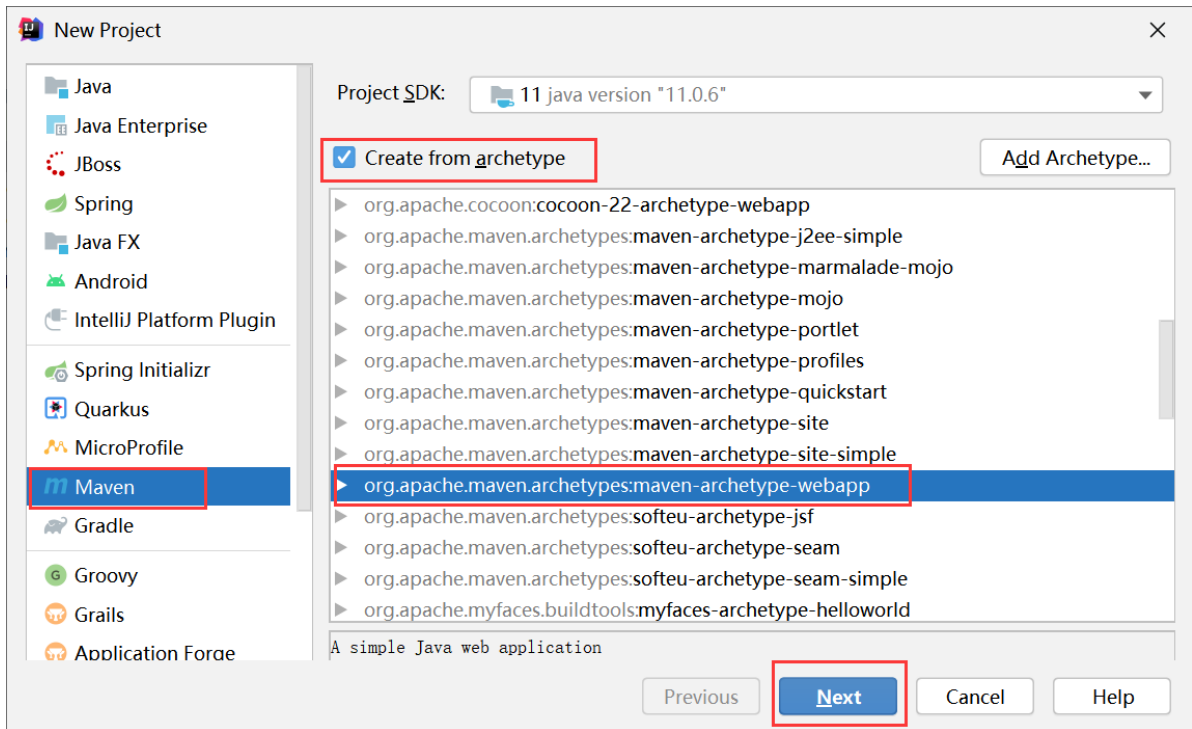 New Project
Java
Java Enterprise
JBoss
Spring
Java FX
Android
IntelliJ Platform Plugin
Spring Initializr
Quarkus
MicroProfile
Maven
Gradle
Groovy
Grails
Application Forge
Project SDK: 11 java version "11.0.6"
Create from archetype
Add Archetype...
org.apache.cocoon:cocoon-22-archetype-webapp
org.apache.maven.archetypes:maven-archetype-j2ee-simple
org.apache.maven.archetypes:maven-archetype-marmalade-mojo
org.apache.maven.archetypes:maven-archetype-mojo
org.apache.maven.archetypes:maven-archetype-portlet
org.apache.maven.archetypes:maven-archetype-profiles
org.apache.maven.archetypes:maven-archetype-quickstart
org.apache.maven.archetypes:maven-archetype-site
org.apache.maven.archetypes:maven-archetype-site-simple
org.apache.maven.archetypes:maven-archetype-webapp
org.apache.maven.archetypes:softeu-archetype-jsf
org.apache.maven.archetypes:softeu-archetype-seam
org.apache.maven.archetypes:softeu-archetype-seam-simple
org.apache.myfaces.buildtools:myfaces-archetype-helloworld
A simple Java web application
Previous
Next
Cancel
Help